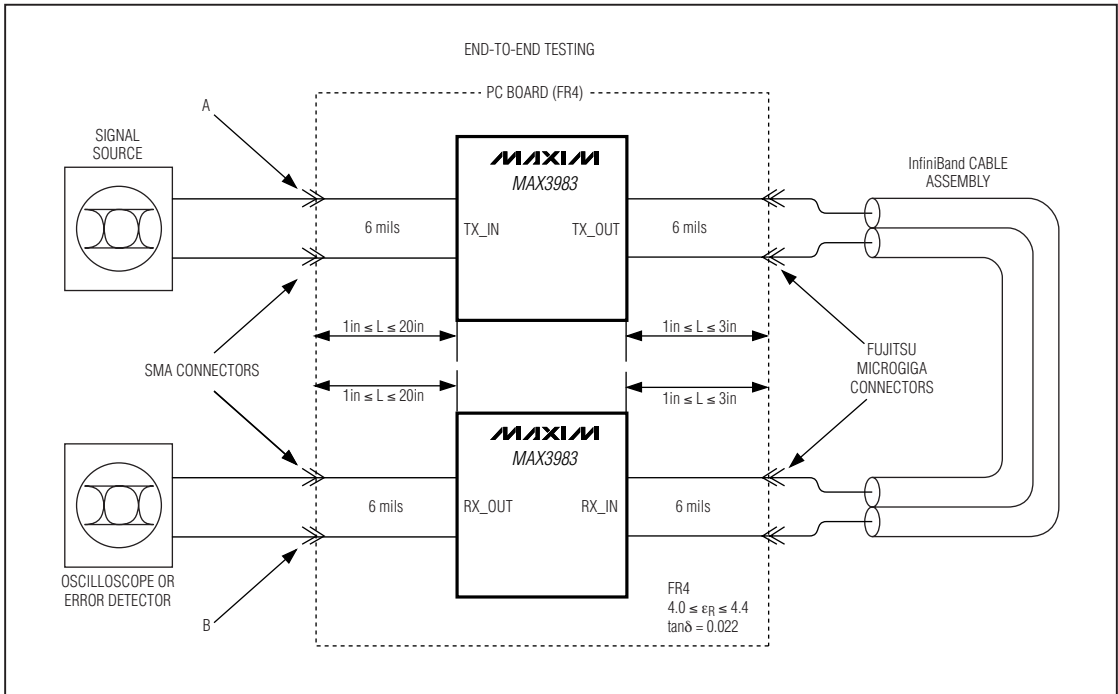 END-TO-END TESTING
PC BOARD (FR4)
A
SIGNAL
SOURCE
MAXIM
MAX3983
InfiniBand CABLE
ASSEMBLY
6 mils
TX_IN
TX_OUT
6 mils
1in ≤ L ≤ 20in
1in ≤ L ≤ 3in
SMA CONNECTORS
FUJITSU
MICROGIGA
CONNECTORS
1in ≤ L ≤ 20in
1in ≤ L ≤ 3in
MAXIM
MAX3983
6 mils
RX_OUT
RX_IN
6 mils
OSCILLOSCOPE OR
ERROR DETECTOR
B
FR4
4.0 ≤ εR ≤ 4.4
tanδ = 0.022